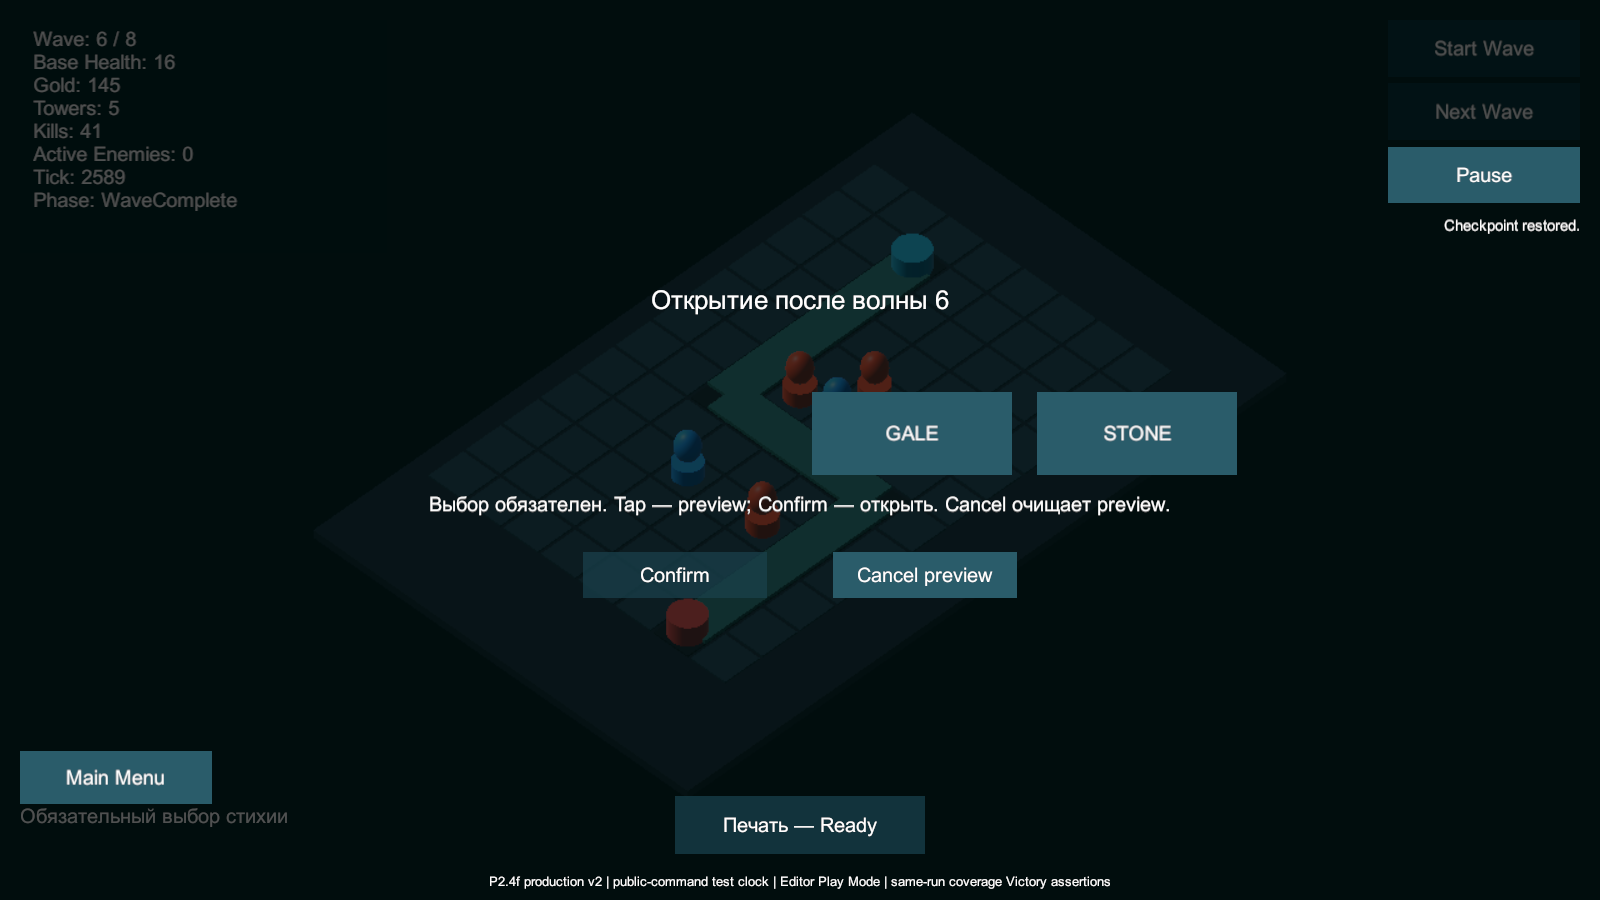 Wave: 6 / 8
Base Health: 16
Gold: 145
Towers: 5
Kills: 41
Active Enemies: 0
Tick: 2589
Phase: WaveComplete
Start Wave
Next Wave
Pause
Checkpoint restored.
Открытие после волны 6
GALE
STONE
Выбор обязателен. Tap — preview; Confirm — открыть. Cancel очищает preview.
Confirm
Cancel preview
Main Menu
Обязательный выбор стихии
Печать — Ready
P2.4f production v2 | public-command test clock | Editor Play Mode | same-run coverage Victory assertions